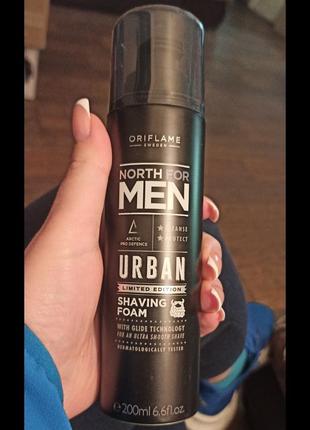 ORIFLAME
SWEDEN
NORTH FOR
MEN
ARCTIC
PRO DEFENCE
CLEANSE
PROTECT
URBAN
LIMITED EDITION
SHAVING
FOAM
WITH GLIDE TECHNOLOGY
FOR AN ULTRA SMOOTH SHAVE
DERMATOLOGICALLY TESTED
e200ml 6.6fl.oz.